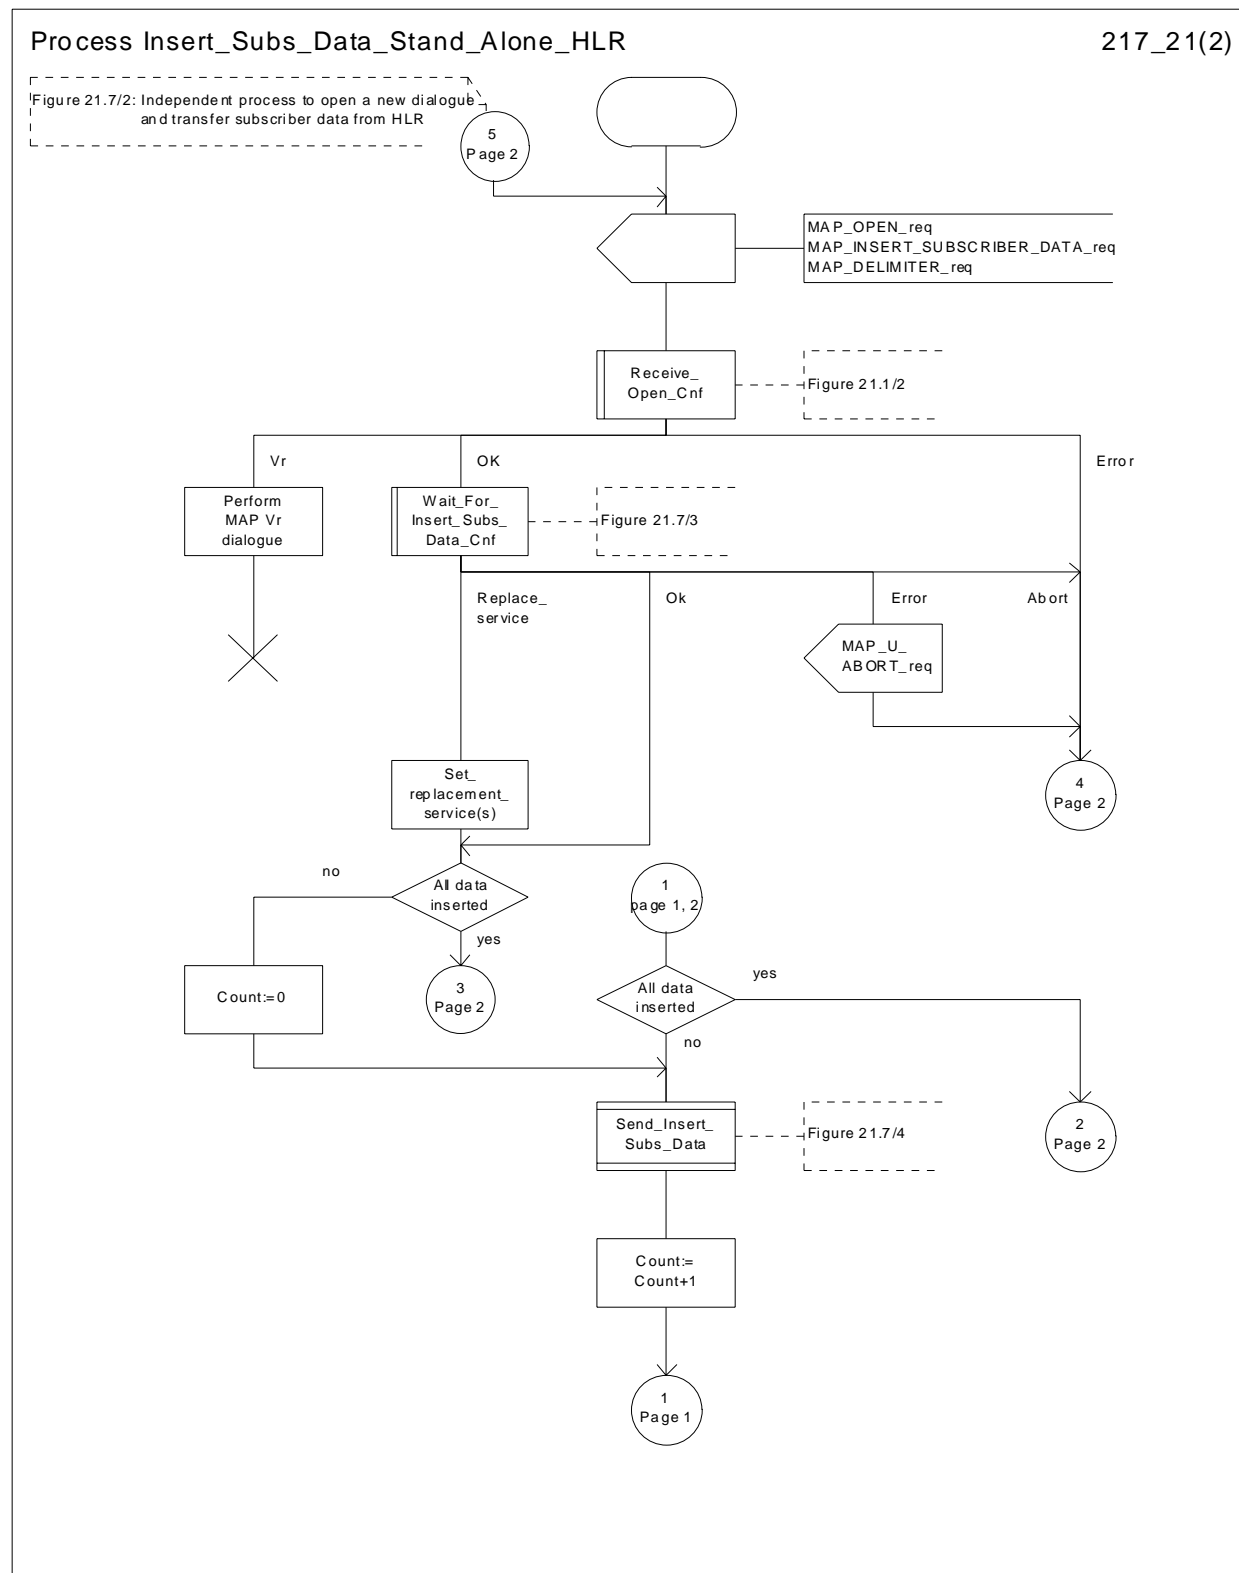 Process Insert_Subs_Data_Stand_Alone_HLR
217_21(2)
Figure 21.7/2: Independent process to open a new dialogue
and transfer subscriber data from HLR
5
Page 2
MAP_OPEN_req
MAP_INSERT_SUBSCRIBER_DATA_req
MAP_DELIMITER_req
Receive_
Open_Cnf
Figure 21.1/2
Vr
OK
Error
Perform
MAP Vr
dialogue
Wait_For_
Insert_Subs_
Data_Cnf
Figure 21.7/3
Replace_
service
Ok
Error
Abort
MAP_U_
ABORT_req
Set_
replacement_
service(s)
4
Page 2
no
All data
inserted
yes
1
page 1, 2
Count:=0
3
Page 2
All data
inserted
yes
no
Send_Insert_
Subs_Data
Figure 21.7/4
2
Page 2
Count:=
Count+1
1
Page 1